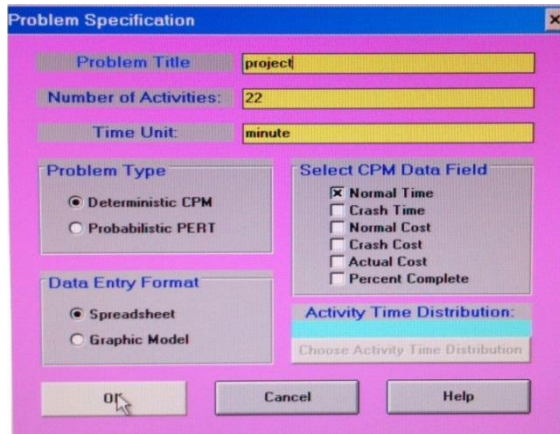 Problem Specification
Problem Title
project
Number of Activities:
22
Time Unit:
minute
Problem Type
Deterministic CPM
Probabilistic PERT
Select CPM Data Field
Normal Time
Crash Time
Normal Cost
Crash Cost
Actual Cost
Percent Complete
Data Entry Format
Spreadsheet
Graphic Model
Activity Time Distribution:
Choose Activity Time Distribution
OK
Cancel
Help